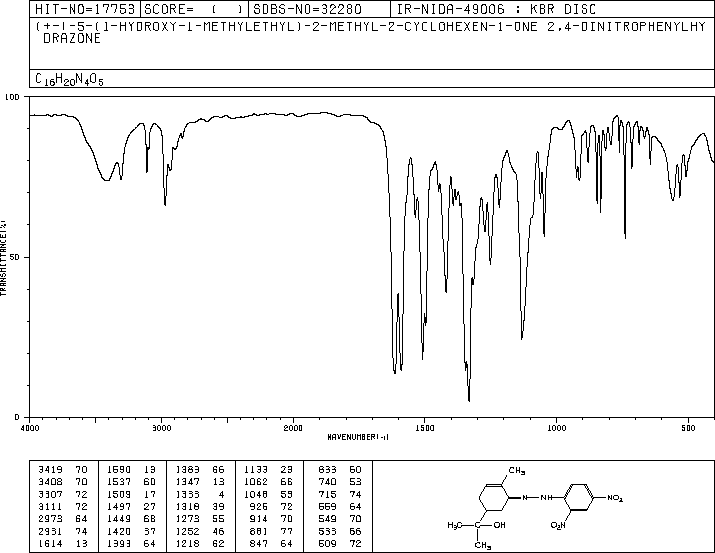 HIT-NO=17753 SCORE= ( ) SDBS-NO=32280 IR-NIDA-49006 : KBR DISC
(+-)-5-(1-HYDROXY-1-METHYLETHYL)-2-METHYL-2-CYCLOHEXEN-1-ONE 2,4-DINITROPHENYLHY
DRAZONE
C16H20N4O5
100
50
0
TRANSMITTANCE(%)
4000 3000 2000 1500 1000 500
WAVENUMBER(-1)
3419 70 1590 13 1383 66 1133 23 833 60
3408 70 1537 60 1347 13 1062 66 740 53
3307 72 1509 17 1333 4 1048 53 715 74
3111 72 1497 27 1318 39 926 72 669 64
2973 64 1449 68 1273 55 914 70 549 70
2931 74 1420 37 1252 46 881 77 533 66
1614 13 1393 64 1218 62 847 64 509 72
CH3
N NH NO2
H3C OH NO2
CH3